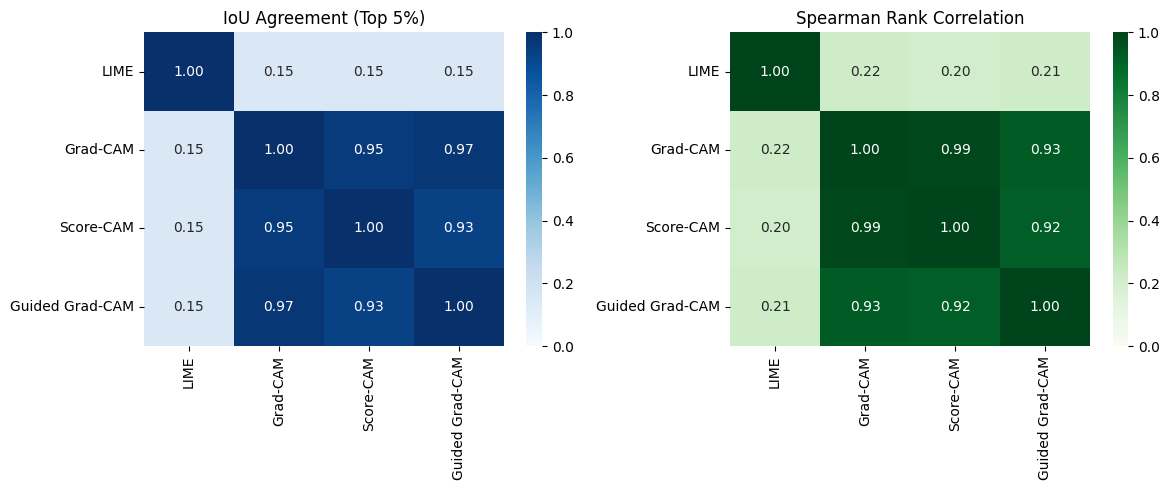 IoU Agreement (Top 5%)
LIME 1.00 0.15 0.15 0.15
Grad-CAM 0.15 1.00 0.95 0.97
Score-CAM 0.15 0.95 1.00 0.93
Guided Grad-CAM 0.15 0.97 0.93 1.00
LIME
Grad-CAM
Score-CAM
Guided Grad-CAM
1.0
0.8
0.6
0.4
0.2
0.0
Spearman Rank Correlation
LIME 1.00 0.22 0.20 0.21
Grad-CAM 0.22 1.00 0.99 0.93
Score-CAM 0.20 0.99 1.00 0.92
Guided Grad-CAM 0.21 0.93 0.92 1.00
LIME
Grad-CAM
Score-CAM
Guided Grad-CAM
1.0
0.8
0.6
0.4
0.2
0.0